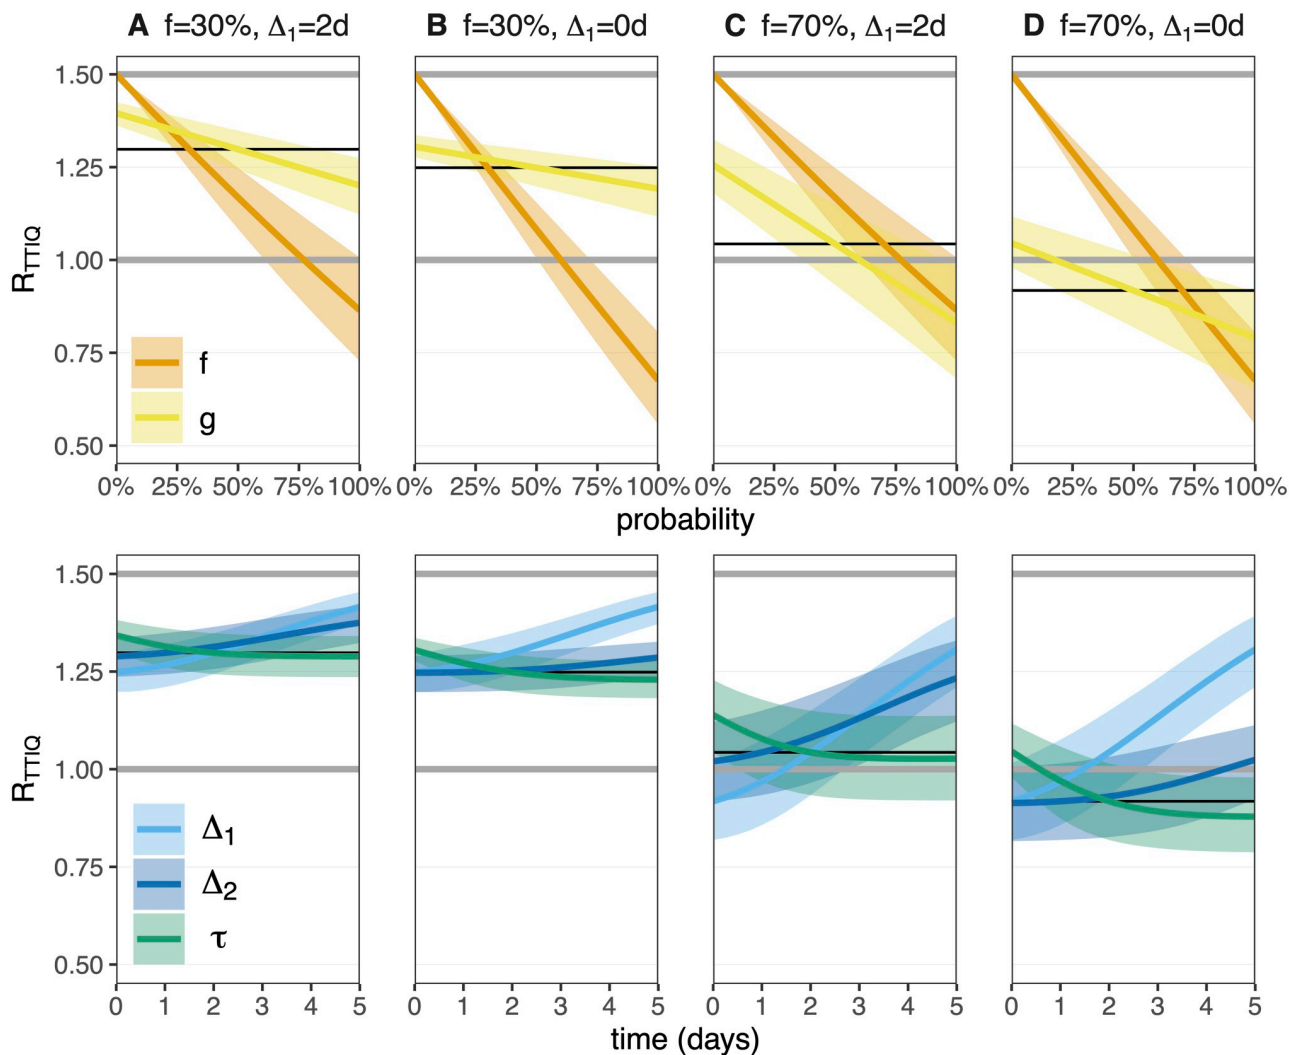 A f=30%, Δ1=2d B f=30%, Δ1=0d C f=70%, Δ1=2d D f=70%, Δ1=0d
1.50
1.25
1.00
0.75
0.50
RTTIQ
f
g
0% 25% 50% 75% 100% 0% 25% 50% 75% 100% 0% 25% 50% 75% 100% 0% 25% 50% 75% 100%
probability
1.50
1.25
1.00
0.75
0.50
RTTIQ
Δ1
Δ2
τ
0 1 2 3 4 5 0 1 2 3 4 5 0 1 2 3 4 5 0 1 2 3 4 5
time (days)